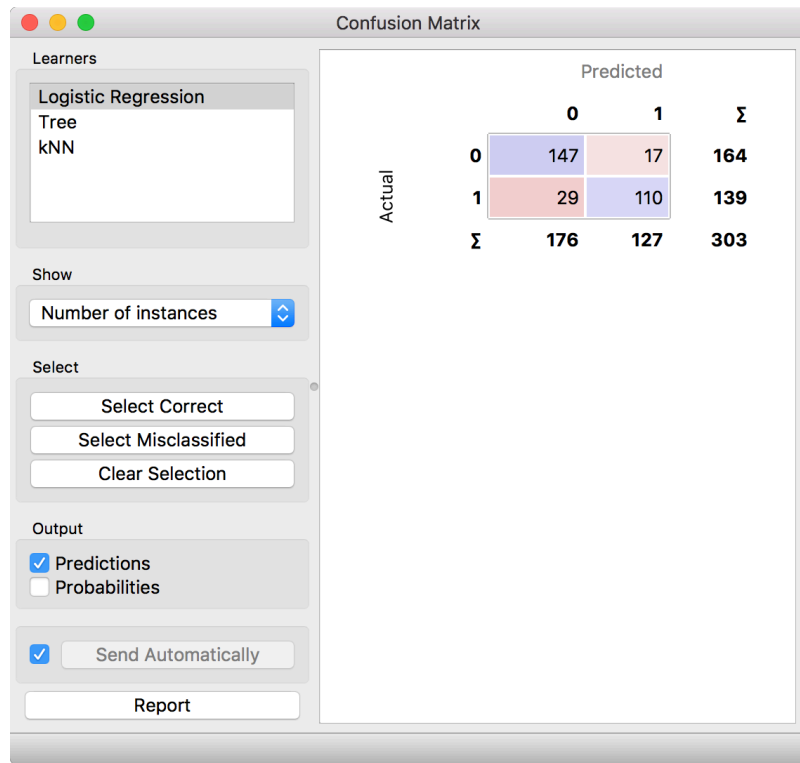 Confusion Matrix
Learners
Logistic Regression
Tree
kNN
Show
Number of instances
Select
Select Correct
Select Misclassified
Clear Selection
Output
Predictions
Probabilities
Send Automatically
Report
Predicted
0 1 Σ
Actual
0 147 17 164
1 29 110 139
Σ 176 127 303